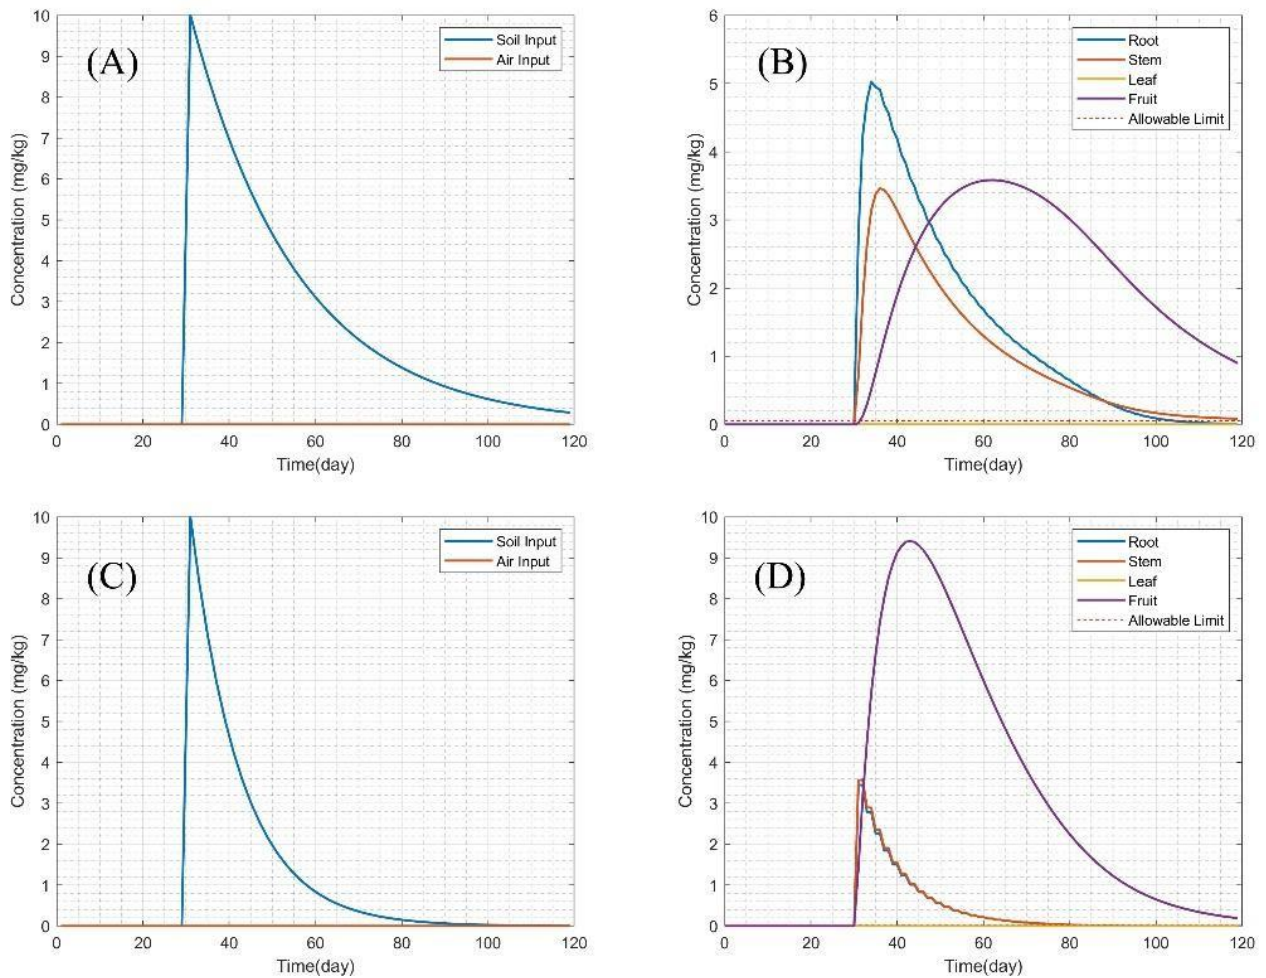 (A)
Soil Input
Air Input
Concentration (mg/kg)
10
9
8
7
6
5
4
3
2
1
0
0 20 40 60 80 100 120
Time(day)
(B)
Root
Stem
Leaf
Fruit
Allowable Limit
Concentration (mg/kg)
6
5
4
3
2
1
0
0 20 40 60 80 100 120
Time(day)
(C)
Soil Input
Air Input
Concentration (mg/kg)
10
9
8
7
6
5
4
3
2
1
0
0 20 40 60 80 100 120
Time(day)
(D)
Root
Stem
Leaf
Fruit
Allowable Limit
Concentration (mg/kg)
10
9
8
7
6
5
4
3
2
1
0
0 20 40 60 80 100 120
Time(day)